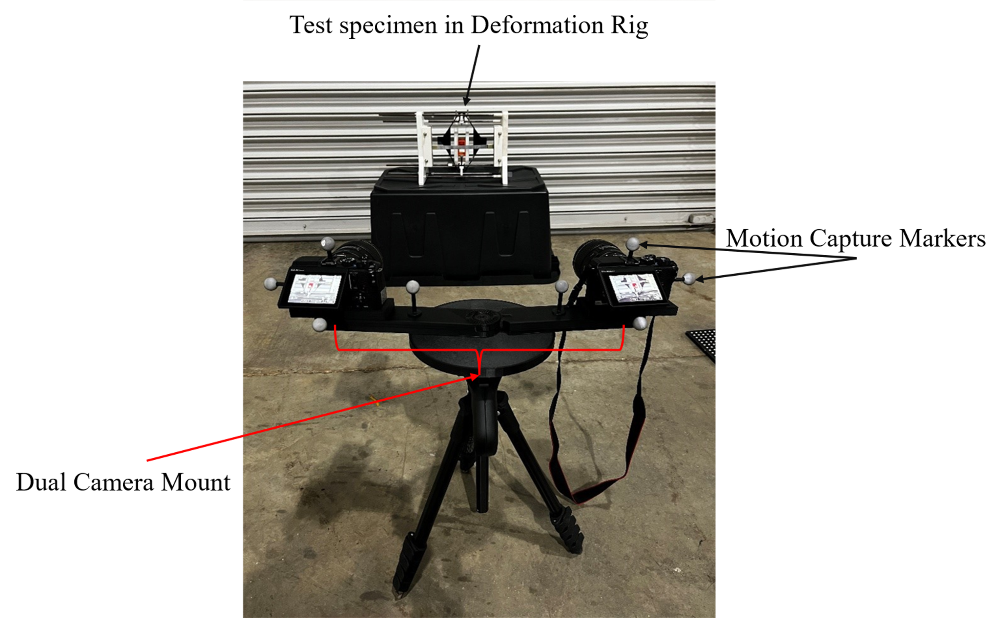 Test specimen in Deformation Rig
Motion Capture Markers
Dual Camera Mount